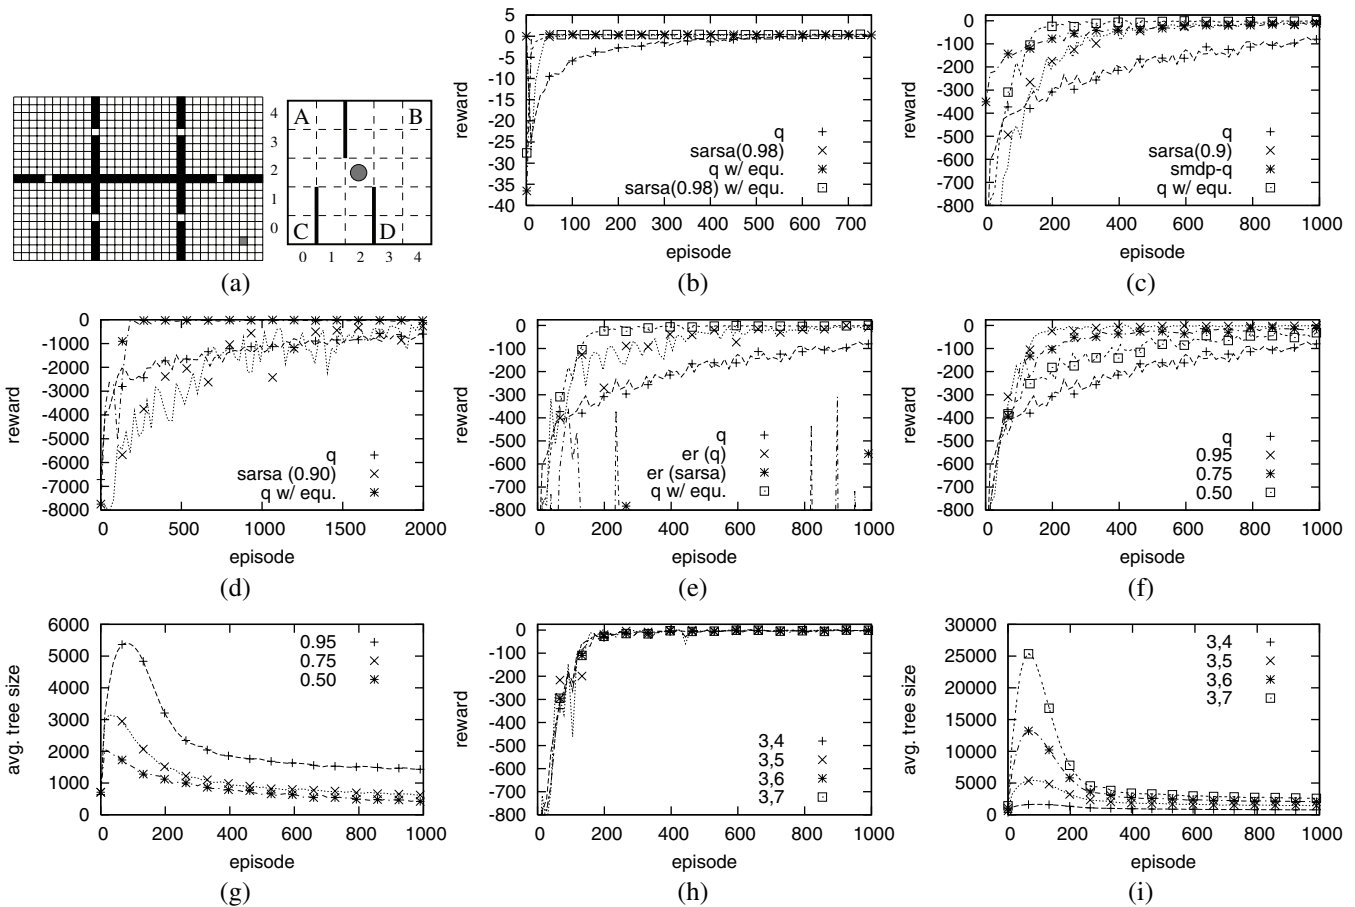 A B
C D
4
3
2
1
0
0 1 2 3 4
(a)
5
0
-5
-10
-15
-20
-25
-30
-35
-40
0 100 200 300 400 500 600 700
reward
episode
q
sarsa(0.98)
q w/ equ.
sarsa(0.98) w/ equ.
(b)
0
-100
-200
-300
-400
-500
-600
-700
-800
0 200 400 600 800 1000
reward
episode
q
sarsa(0.9)
smdp-q
q w/ equ.
(c)
0
-1000
-2000
-3000
-4000
-5000
-6000
-7000
-8000
0 500 1000 1500 2000
reward
episode
q
sarsa (0.90)
q w/ equ.
(d)
0
-100
-200
-300
-400
-500
-600
-700
-800
0 200 400 600 800 1000
reward
episode
q
er (q)
er (sarsa)
q w/ equ.
(e)
0
-100
-200
-300
-400
-500
-600
-700
-800
0 200 400 600 800 1000
reward
episode
q
0.95
0.75
0.50
(f)
6000
5000
4000
3000
2000
1000
0
0 200 400 600 800 1000
avg. tree size
episode
0.95
0.75
0.50
(g)
0
-100
-200
-300
-400
-500
-600
-700
-800
0 200 400 600 800 1000
reward
episode
3,4
3,5
3,6
3,7
(h)
30000
25000
20000
15000
10000
5000
0
0 200 400 600 800 1000
avg. tree size
episode
3,4
3,5
3,6
3,7
(i)